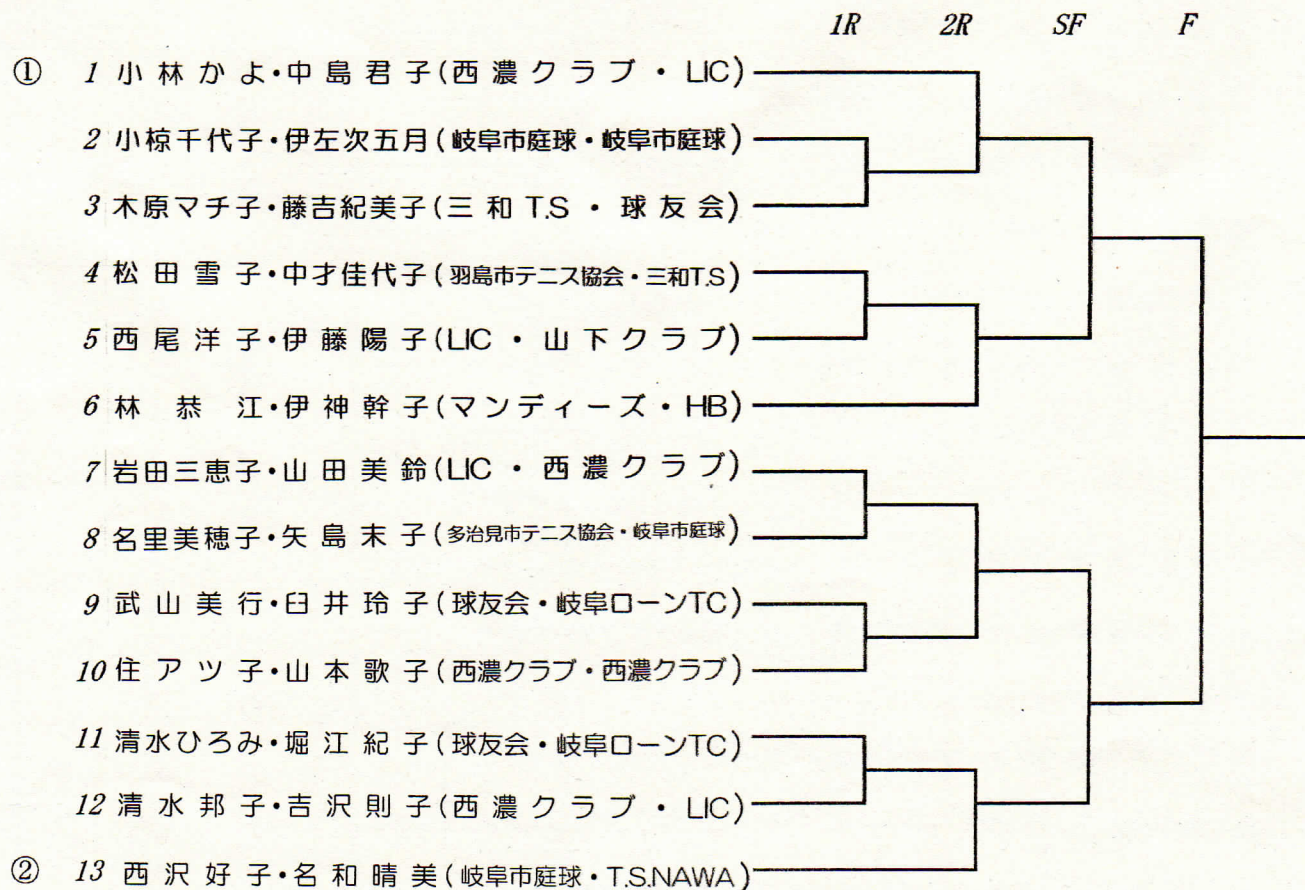 1R 2R SF F
① 1 小林かよ・中島君子(西濃クラブ・LIC)
2 小椋千代子・伊左次五月(岐阜市庭球・岐阜市庭球)
3 木原マチ子・藤吉紀美子(三和T.S・球友会)
4 松田雪子・中才佳代子(羽島市テニス協会・三和T.S)
5 西尾洋子・伊藤陽子(LIC・山下クラブ)
6 林恭江・伊神幹子(マンディーズ・HB)
7 岩田三恵子・山田美鈴(LIC・西濃クラブ)
8 名里美穂子・矢島末子(多治見市テニス協会・岐阜市庭球)
9 武山美行・臼井玲子(球友会・岐阜ローンTC)
10 住アツ子・山本歌子(西濃クラブ・西濃クラブ)
11 清水ひろみ・堀江紀子(球友会・岐阜ローンTC)
12 清水邦子・吉沢則子(西濃クラブ・LIC)
② 13 西沢好子・名和晴美(岐阜市庭球・T.S.NAWA)